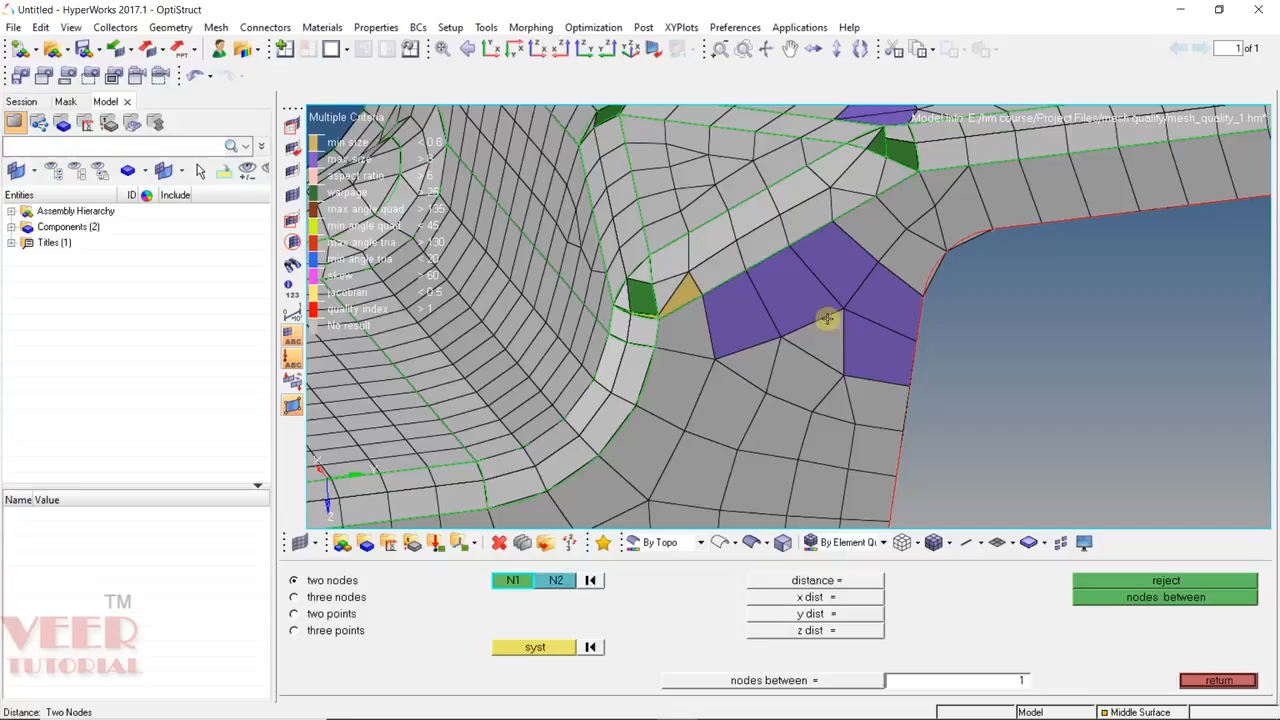 Untitled - HyperWorks 2017.1 - OptiStruct
File Edit View Collectors Geometry Mesh Connectors Materials Properties BCs Setup Tools Morphing Optimization Post XYPlots Preferences Applications Help
1 of 1
Session Mask Model
Entities ID Include
Assembly Hierarchy
Components (2)
Titles (1)
Name Value
Multiple Criteria
Model Info: E:/hm course/Project Files/mesh quality/mesh_quality_1.hm*
min size < 0.8
max size > 3
aspect ratio > 5
warpage > 25
max angle quad > 135
min angle quad < 45
max angle tria > 130
min angle tria < 20
skew > 60
jacobian < 0.5
quality index > 1
No result
123
ABC
ABC
X
Y
Z
By Topo
By Element Qu
two nodes
three nodes
two points
three points
N1 N2
syst
distance =
x dist =
y dist =
z dist =
nodes between = 1
reject
nodes between
return
TM
VEER
TUTORIAL
Distance: Two Nodes
Model
Middle Surface